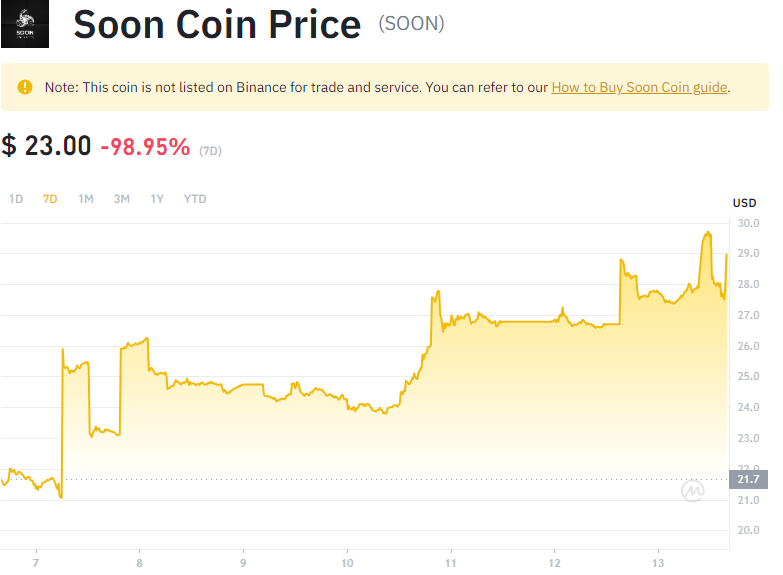 Soon Coin Price (SOON)
SOON
Note: This coin is not listed on Binance for trade and service. You can refer to our How to Buy Soon Coin guide.
$ 23.00 -98.95% (7D)
1D 7D 1M 3M 1Y YTD
USD
30.0
29.0
28.0
27.0
26.0
25.0
24.0
23.0
22.0
21.7
21.0
20.0
7 8 9 10 11 12 13